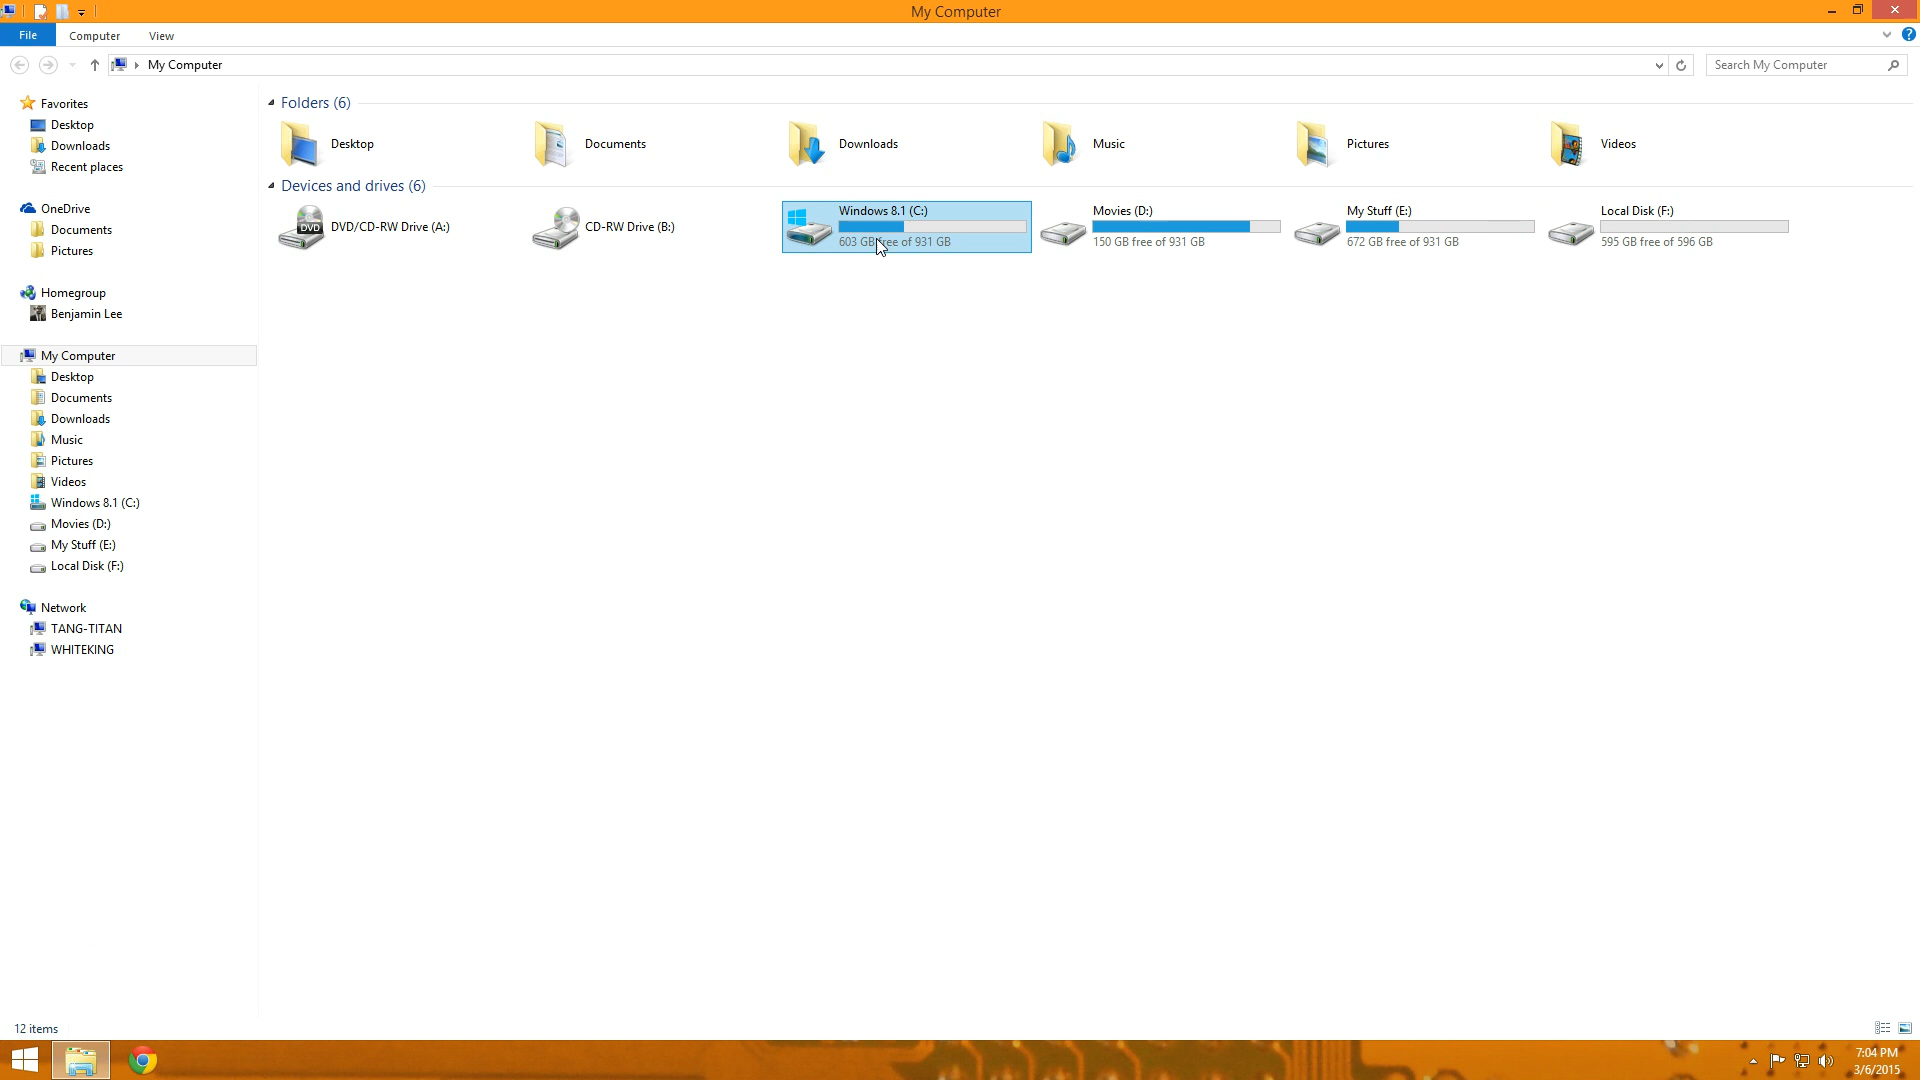 My Computer
File Computer View
My Computer
Search My Computer
Favorites
Desktop
Downloads
Recent places
OneDrive
Documents
Pictures
Homegroup
Benjamin Lee
My Computer
Desktop
Documents
Downloads
Music
Pictures
Videos
Windows 8.1 (C:)
Movies (D:)
My Stuff (E:)
Local Disk (F:)
Network
TANG-TITAN
WHITEKING
Folders (6)
Desktop
Documents
Downloads
Music
Pictures
Videos
Devices and drives (6)
DVD
DVD/CD-RW Drive (A:)
CD-RW Drive (B:)
Windows 8.1 (C:)
603 GB free of 931 GB
Movies (D:)
150 GB free of 931 GB
My Stuff (E:)
672 GB free of 931 GB
Local Disk (F:)
595 GB free of 596 GB
12 items
7:04 PM
3/6/2015